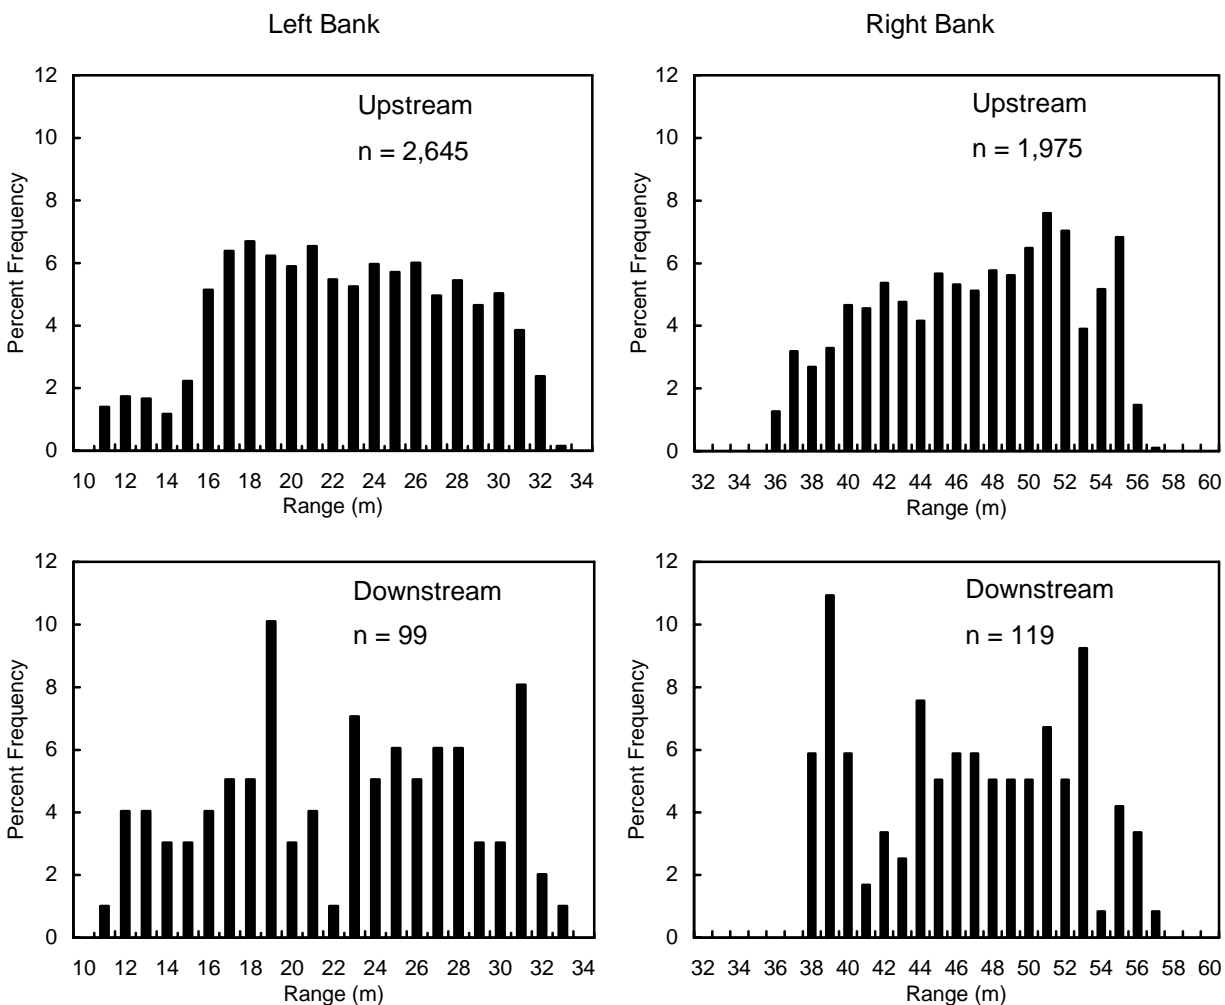 Left Bank
Right Bank
12
10
8
6
4
2
0
Percent Frequency
Upstream
n = 2,645
10 12 14 16 18 20 22 24 26 28 30 32 34
Range (m)
12
10
8
6
4
2
0
Percent Frequency
Upstream
n = 1,975
32 34 36 38 40 42 44 46 48 50 52 54 56 58 60
Range (m)
12
10
8
6
4
2
0
Percent Frequency
Downstream
n = 99
10 12 14 16 18 20 22 24 26 28 30 32 34
Range (m)
12
10
8
6
4
2
0
Percent Frequency
Downstream
n = 119
32 34 36 38 40 42 44 46 48 50 52 54 56 58 60
Range (m)